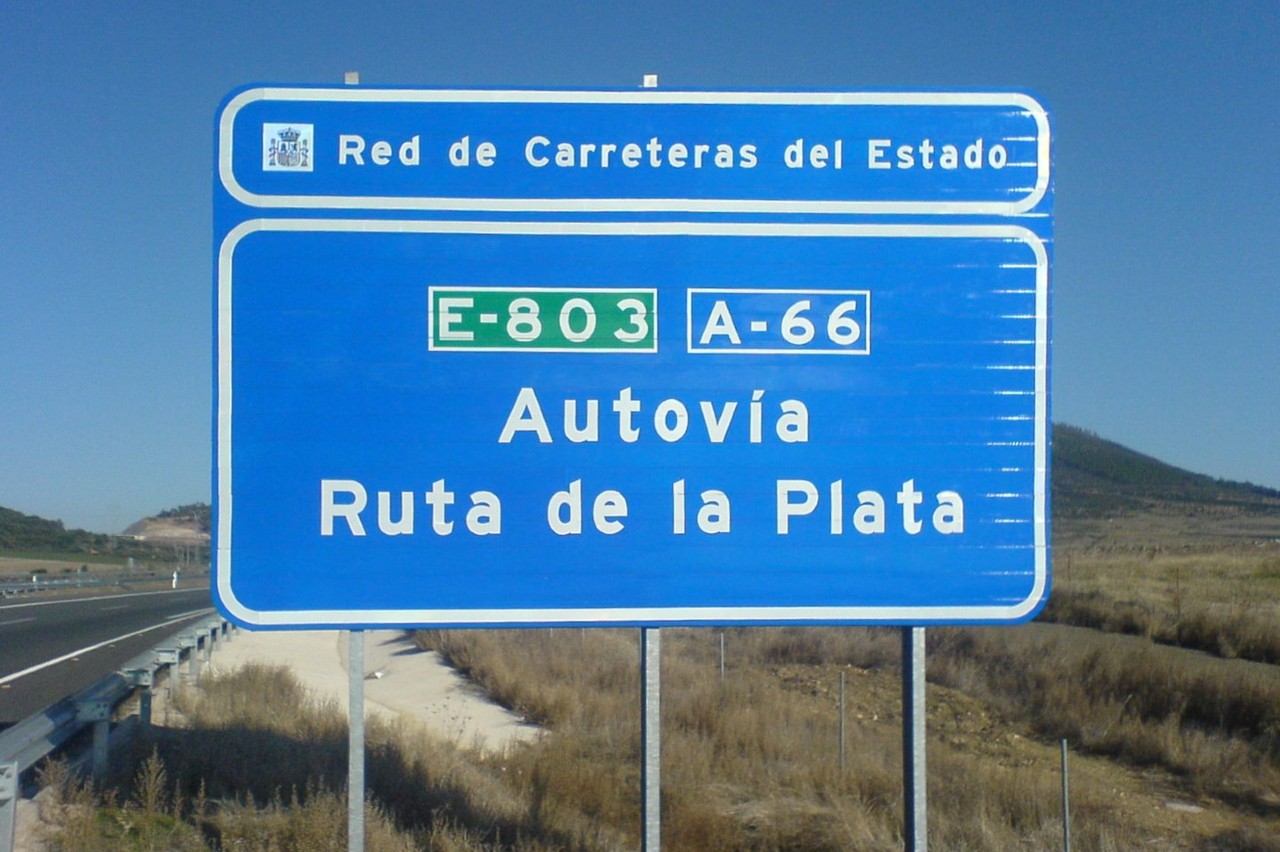 Red de Carreteras del Estado
E-803 A-66
Autovía
Ruta de la Plata